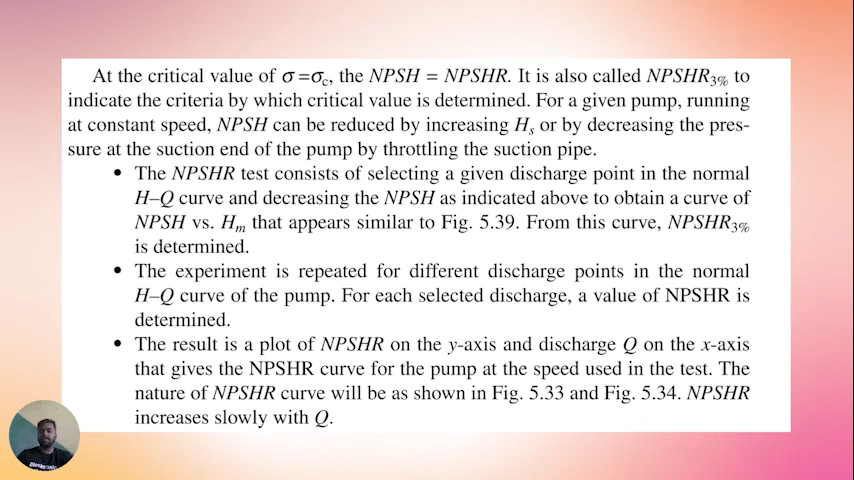 At the critical value of σ =σc, the NPSH = NPSHR. It is also called NPSHR3% to
indicate the criteria by which critical value is determined. For a given pump, running
at constant speed, NPSH can be reduced by increasing Hs or by decreasing the pres-
sure at the suction end of the pump by throttling the suction pipe.
• The NPSHR test consists of selecting a given discharge point in the normal
H–Q curve and decreasing the NPSH as indicated above to obtain a curve of
NPSH vs. Hm that appears similar to Fig. 5.39. From this curve, NPSHR3%
is determined.
• The experiment is repeated for different discharge points in the normal
H–Q curve of the pump. For each selected discharge, a value of NPSHR is
determined.
• The result is a plot of NPSHR on the y-axis and discharge Q on the x-axis
that gives the NPSHR curve for the pump at the speed used in the test. The
nature of NPSHR curve will be as shown in Fig. 5.33 and Fig. 5.34. NPSHR
increases slowly with Q.